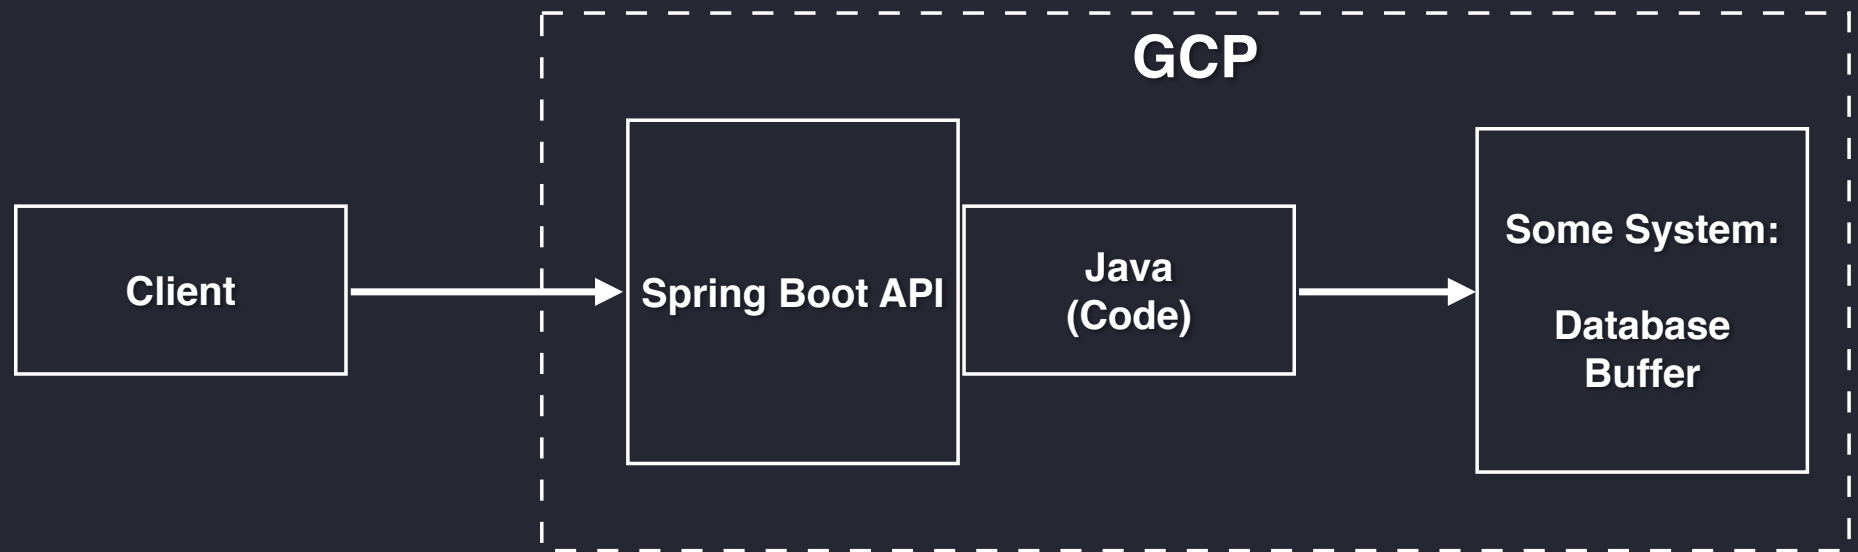 GCP
Client
Spring Boot API
Java
(Code)
Some System:
Database
Buffer